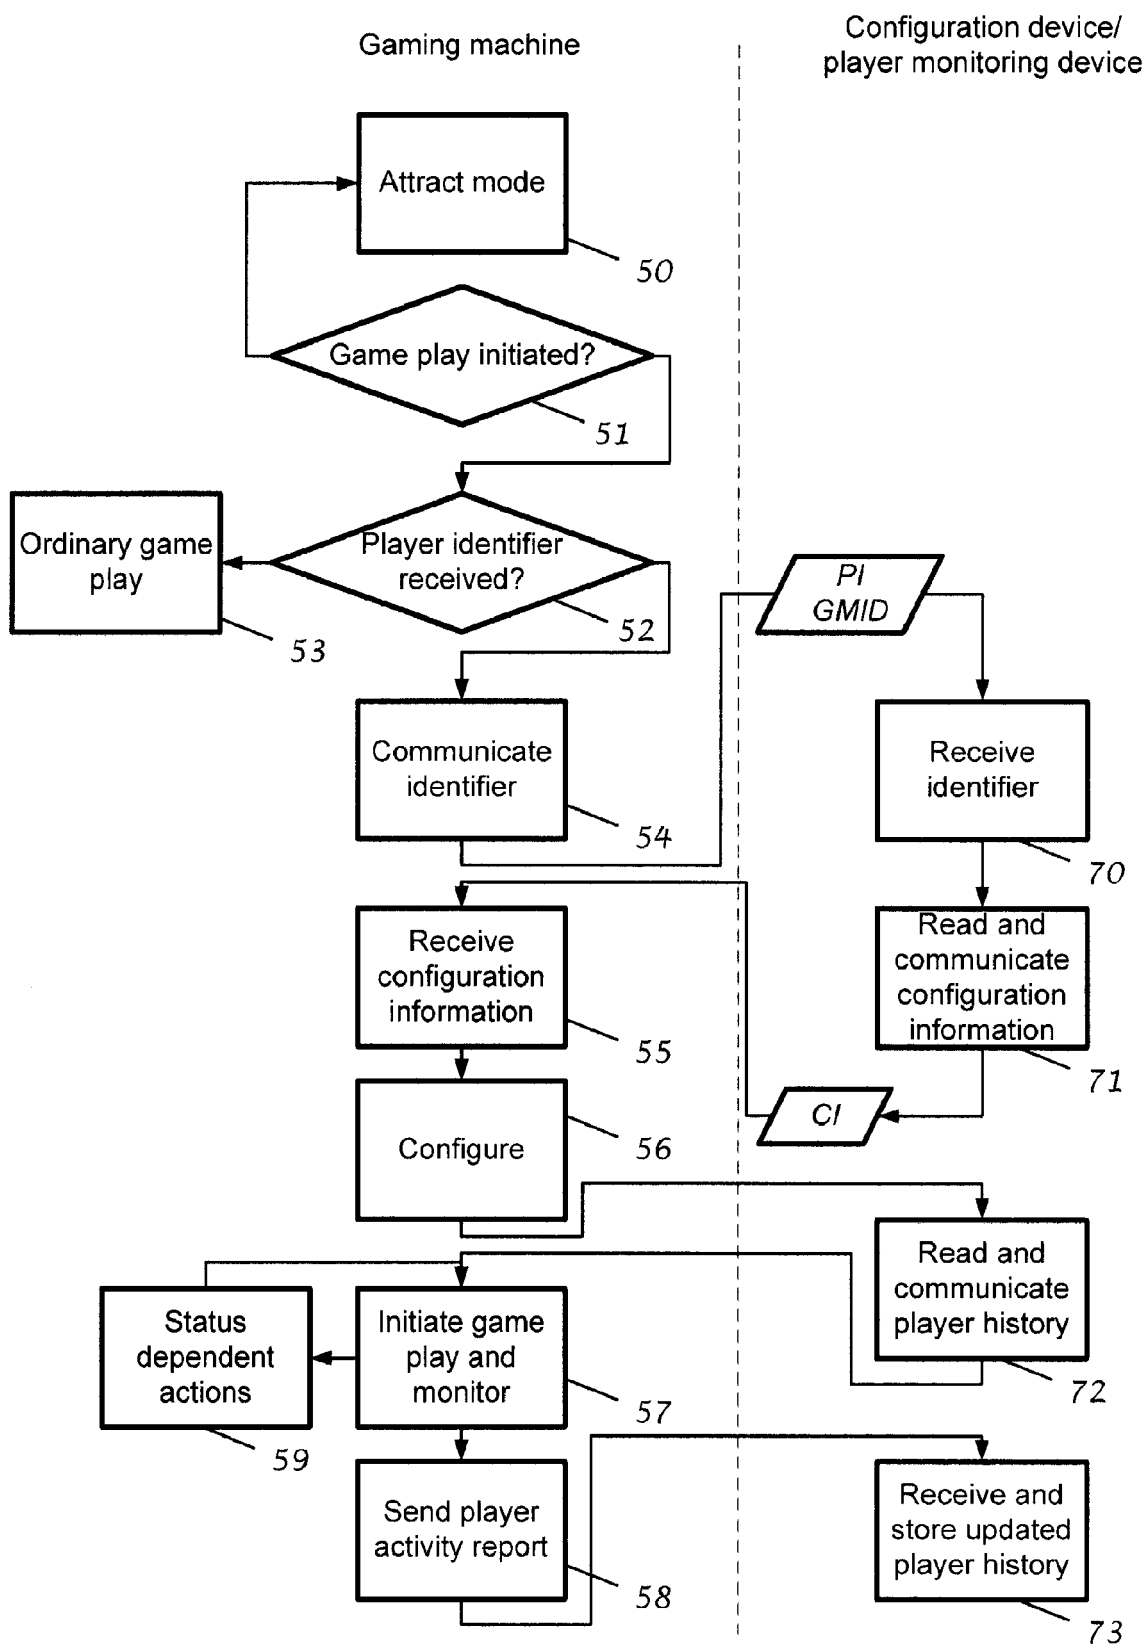 Gaming machine
Configuration device/
player monitoring device
Attract mode
50
Game play initiated?
51
Ordinary game
play
53
Player identifier
received?
52
PI
GMID
Communicate
identifier
54
Receive
identifier
70
Receive
configuration
information
55
Read and
communicate
configuration
information
71
CI
Configure
56
Read and
communicate
player history
72
Status
dependent
actions
59
Initiate game
play and
monitor
57
Send player
activity report
58
Receive and
store updated
player history
73